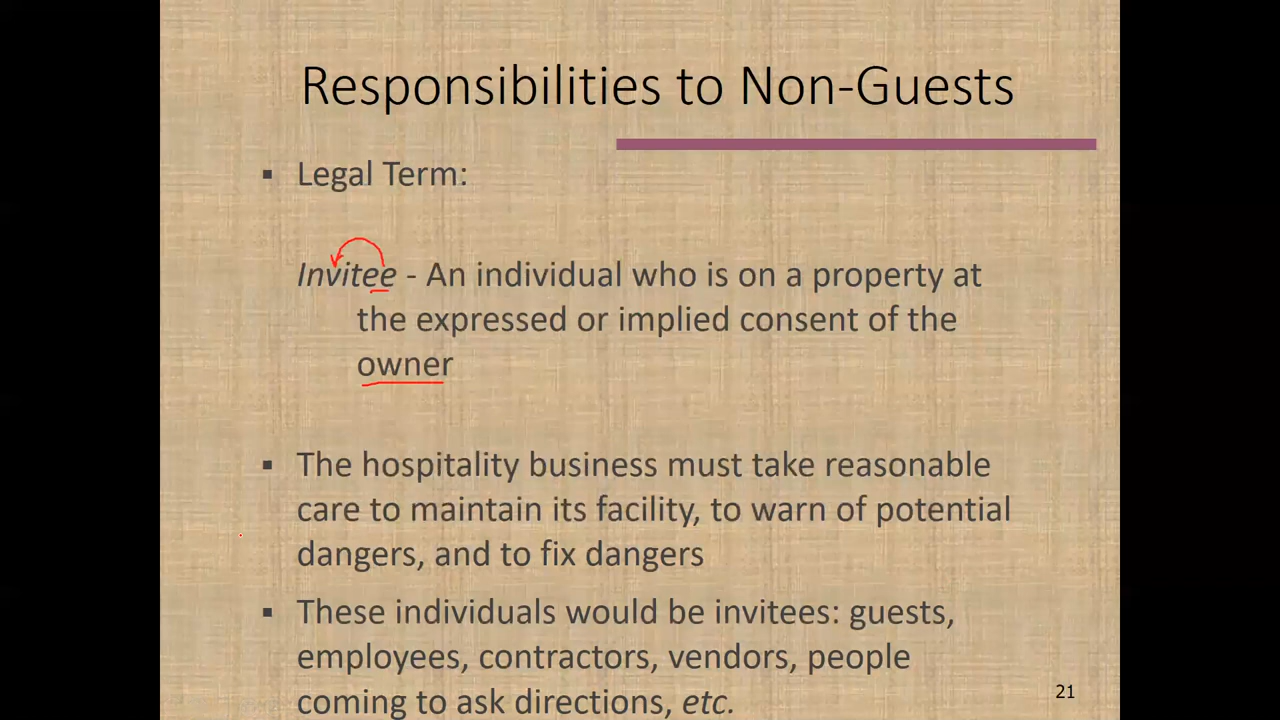 Responsibilities to Non-Guests
▪ Legal Term:
Invitee - An individual who is on a property at
the expressed or implied consent of the
owner
▪ The hospitality business must take reasonable
care to maintain its facility, to warn of potential
dangers, and to fix dangers
▪ These individuals would be invitees: guests,
employees, contractors, vendors, people
coming to ask directions, etc.
21